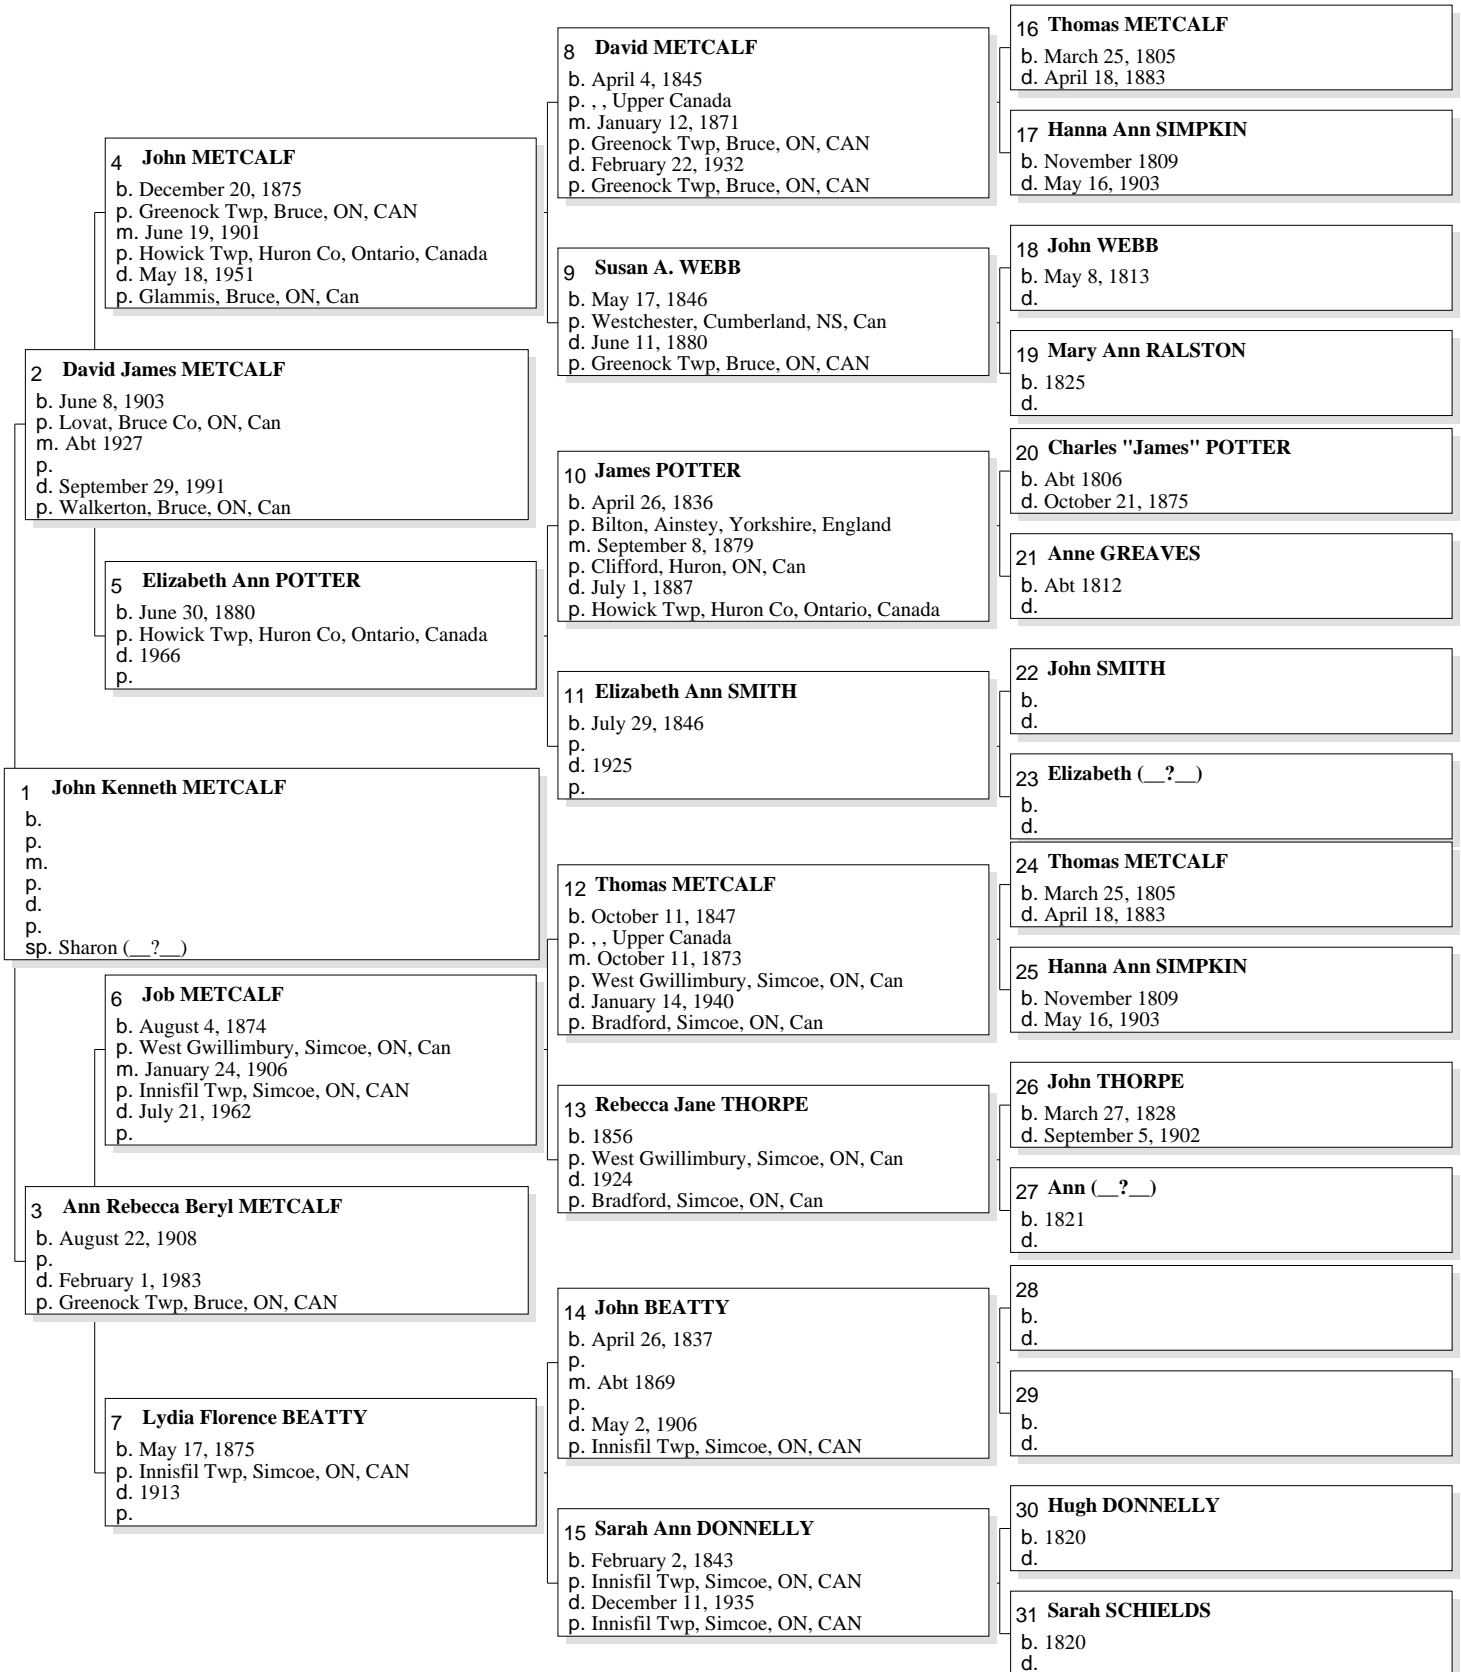 1 John Kenneth METCALF
b.
p.
m.
p.
d.
p.
sp. Sharon (__?__)
2 David James METCALF
b. June 8, 1903
p. Lovat, Bruce Co, ON, Can
m. Abt 1927
p.
d. September 29, 1991
p. Walkerton, Bruce, ON, Can
3 Ann Rebecca Beryl METCALF
b. August 22, 1908
p.
d. February 1, 1983
p. Greenock Twp, Bruce, ON, CAN
4 John METCALF
b. December 20, 1875
p. Greenock Twp, Bruce, ON, CAN
m. June 19, 1901
p. Howick Twp, Huron Co, Ontario, Canada
d. May 18, 1951
p. Glammis, Bruce, ON, Can
5 Elizabeth Ann POTTER
b. June 30, 1880
p. Howick Twp, Huron Co, Ontario, Canada
d. 1966
p.
6 Job METCALF
b. August 4, 1874
p. West Gwillimbury, Simcoe, ON, Can
m. January 24, 1906
p. Innisfil Twp, Simcoe, ON, CAN
d. July 21, 1962
p.
7 Lydia Florence BEATTY
b. May 17, 1875
p. Innisfil Twp, Simcoe, ON, CAN
d. 1913
p.
8 David METCALF
b. April 4, 1845
p. , , Upper Canada
m. January 12, 1871
p. Greenock Twp, Bruce, ON, CAN
d. February 22, 1932
p. Greenock Twp, Bruce, ON, CAN
9 Susan A. WEBB
b. May 17, 1846
p. Westchester, Cumberland, NS, Can
d. June 11, 1880
p. Greenock Twp, Bruce, ON, CAN
10 James POTTER
b. April 26, 1836
p. Bilton, Ainstey, Yorkshire, England
m. September 8, 1879
p. Clifford, Huron, ON, Can
d. July 1, 1887
p. Howick Twp, Huron Co, Ontario, Canada
11 Elizabeth Ann SMITH
b. July 29, 1846
p.
d. 1925
p.
12 Thomas METCALF
b. October 11, 1847
p. , , Upper Canada
m. October 11, 1873
p. West Gwillimbury, Simcoe, ON, Can
d. January 14, 1940
p. Bradford, Simcoe, ON, Can
13 Rebecca Jane THORPE
b. 1856
p. West Gwillimbury, Simcoe, ON, Can
d. 1924
p. Bradford, Simcoe, ON, Can
14 John BEATTY
b. April 26, 1837
p.
m. Abt 1869
p.
d. May 2, 1906
p. Innisfil Twp, Simcoe, ON, CAN
15 Sarah Ann DONNELLY
b. February 2, 1843
p. Innisfil Twp, Simcoe, ON, CAN
d. December 11, 1935
p. Innisfil Twp, Simcoe, ON, CAN
16 Thomas METCALF
b. March 25, 1805
d. April 18, 1883
17 Hanna Ann SIMPKIN
b. November 1809
d. May 16, 1903
18 John WEBB
b. May 8, 1813
d.
19 Mary Ann RALSTON
b. 1825
d.
20 Charles "James" POTTER
b. Abt 1806
d. October 21, 1875
21 Anne GREAVES
b. Abt 1812
d.
22 John SMITH
b.
d.
23 Elizabeth (__?__)
b.
d.
24 Thomas METCALF
b. March 25, 1805
d. April 18, 1883
25 Hanna Ann SIMPKIN
b. November 1809
d. May 16, 1903
26 John THORPE
b. March 27, 1828
d. September 5, 1902
27 Ann (__?__)
b. 1821
d.
28
b.
d.
29
b.
d.
30 Hugh DONNELLY
b. 1820
d.
31 Sarah SCHIELDS
b. 1820
d.